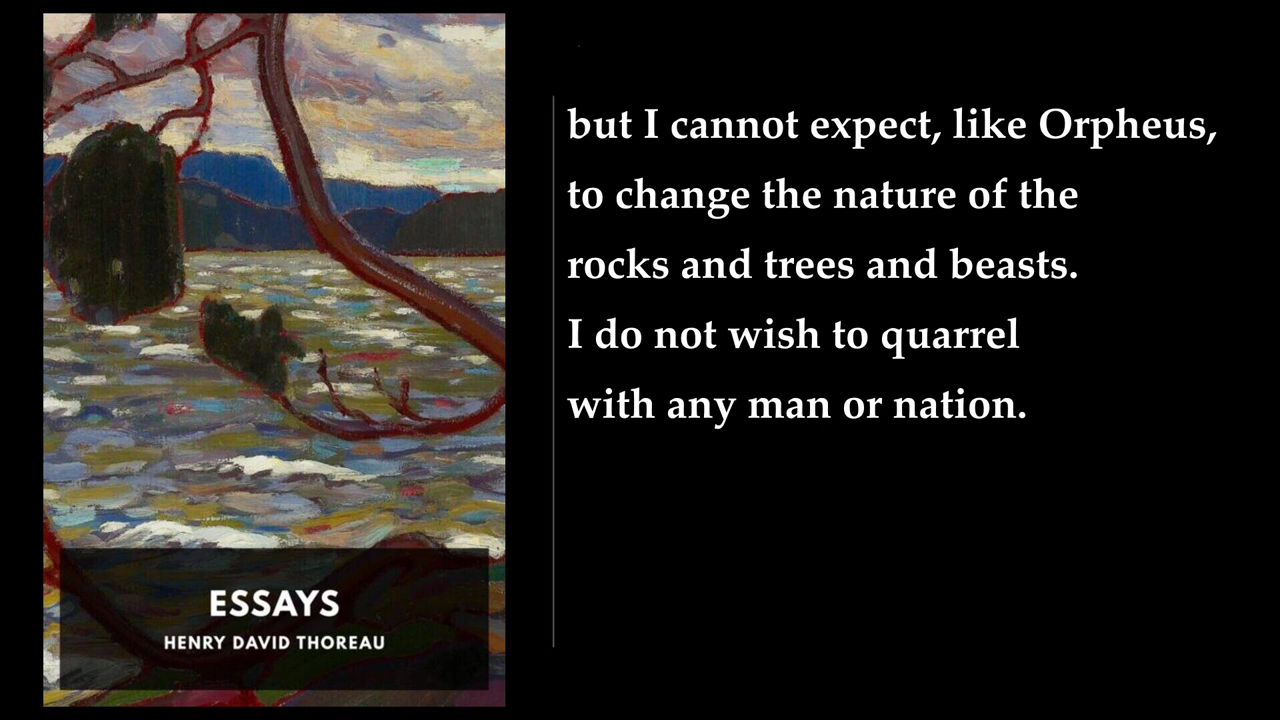 but I cannot expect, like Orpheus,
to change the nature of the
rocks and trees and beasts.
I do not wish to quarrel
with any man or nation.
ESSAYS
HENRY DAVID THOREAU